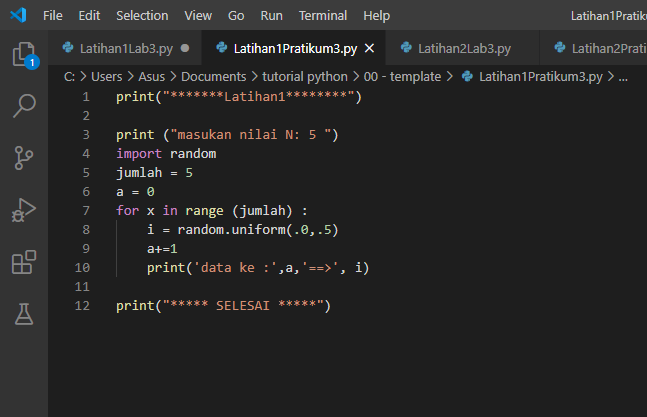 File Edit Selection View Go Run Terminal Help Latihan1Pratiku
Latihan1Lab3.py Latihan1Pratikum3.py Latihan2Lab3.py Latihan2Prati
1
C: > Users > Asus > Documents > tutorial python > 00 - template > Latihan1Pratikum3.py > ...
1 print("*******Latihan1********")
2
3 print ("masukan nilai N: 5 ")
4 import random
5 jumlah = 5
6 a = 0
7 for x in range (jumlah) :
8 i = random.uniform(.0,.5)
9 a+=1
10 print('data ke :',a,'==>', i)
11
12 print("***** SELESAI *****")